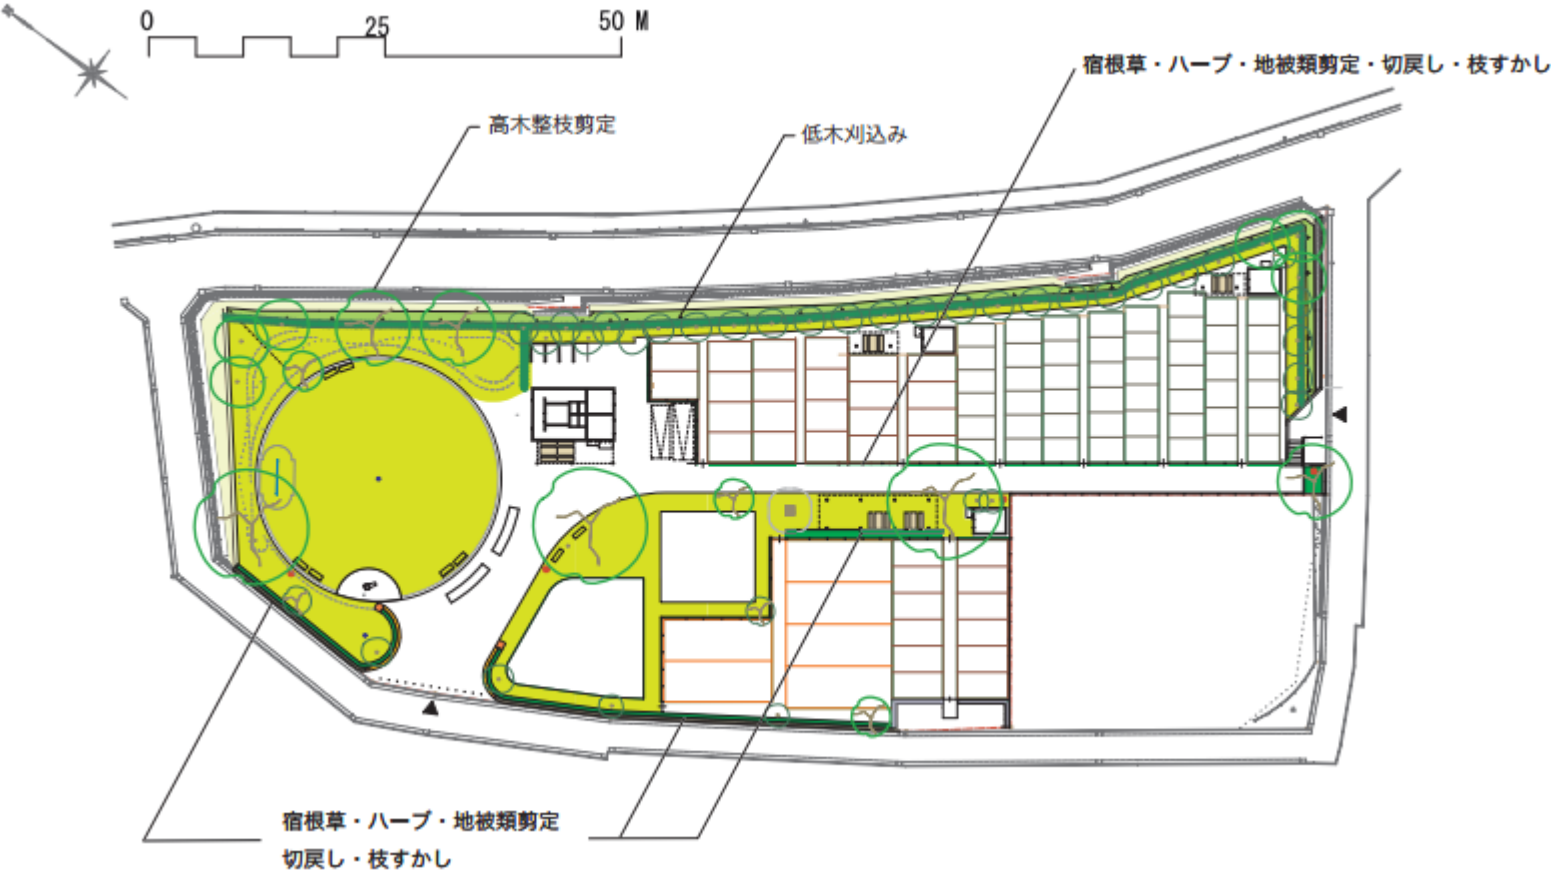 0 25 50 M
宿根草・ハーブ・地被類剪定・切戻し・枝すかし
高木整枝剪定
低木刈込み
宿根草・ハーブ・地被類剪定
切戻し・枝すかし